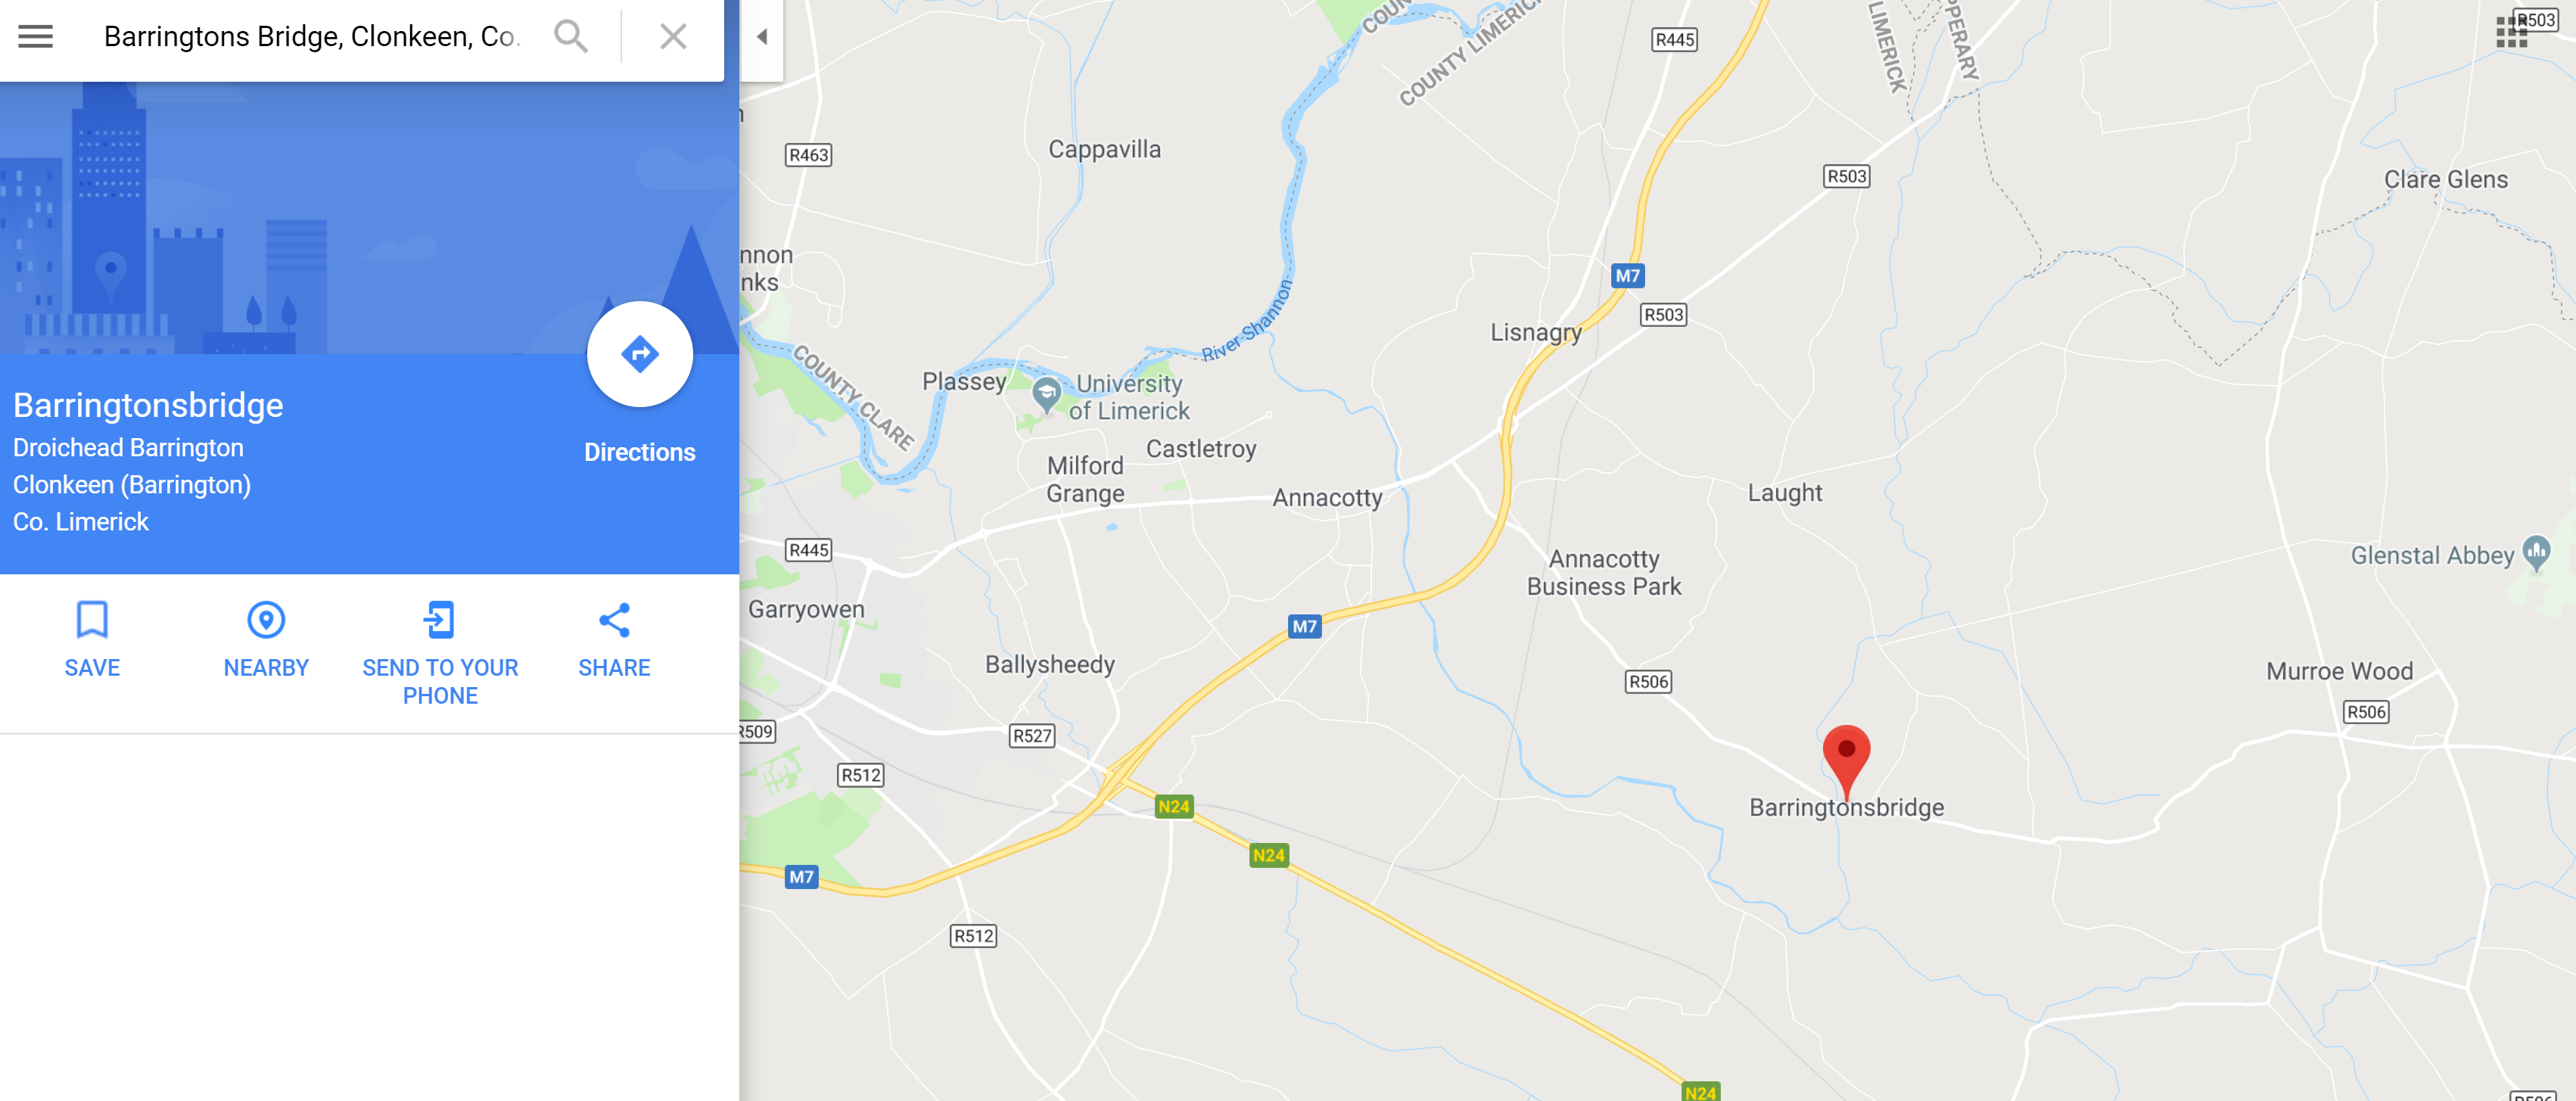 Barringtons Bridge, Clonkeen, Co.
Barringtonsbridge
Droichead Barrington
Clonkeen (Barrington)
Co. Limerick
Directions
SAVE
NEARBY
SEND TO YOUR
PHONE
SHARE
COUNTY LIMERICK
R445
LIMERICK
R503
Cappavilla
R463
R503
Clare Glens
nnon
nks
M7
River Shannon
R503
Lisnagry
COUNTY CLARE
Plassey
University
of Limerick
Castletroy
Milford
Grange
Annacotty
Laught
R445
Annacotty
Business Park
Glenstal Abbey
Garryowen
M7
Ballysheedy
R506
Murroe Wood
R506
R509
R527
R512
N24
Barringtonsbridge
N24
M7
R512
N24